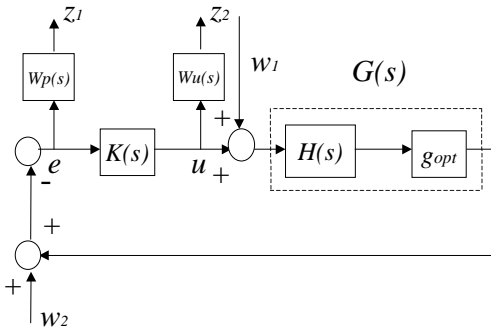 z1
z2
w1
G(s)
Wp(s)
Wu(s)
+
K(s)
H(s)
gopt
e
u
+
-
+
+
w2